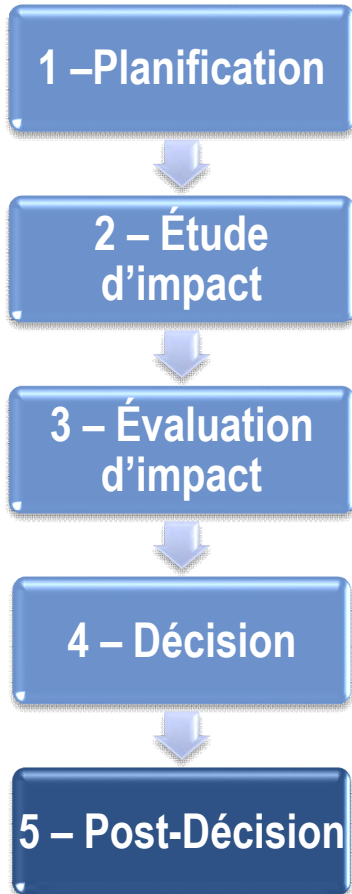 1 –Planification
2 – Étude
d’impact
3 – Évaluation
d’impact
4 – Décision
5 – Post-Décision